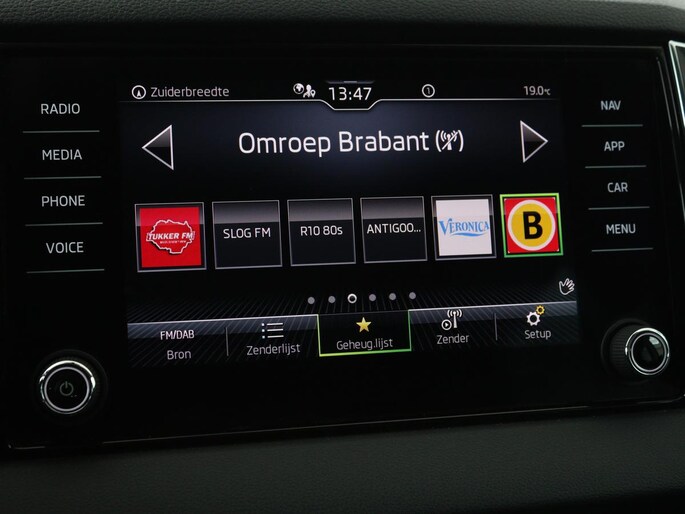 RADIO
MEDIA
PHONE
VOICE
Zuiderbreedte
13:47
1
19.0°C
Omroep Brabant
TUKKER FM
SLOG FM
R10 80s
ANTIGOO...
VERONICA
B
FM/DAB
Bron
Zenderlijst
Geheug.lijst
Zender
Setup
NAV
APP
CAR
MENU